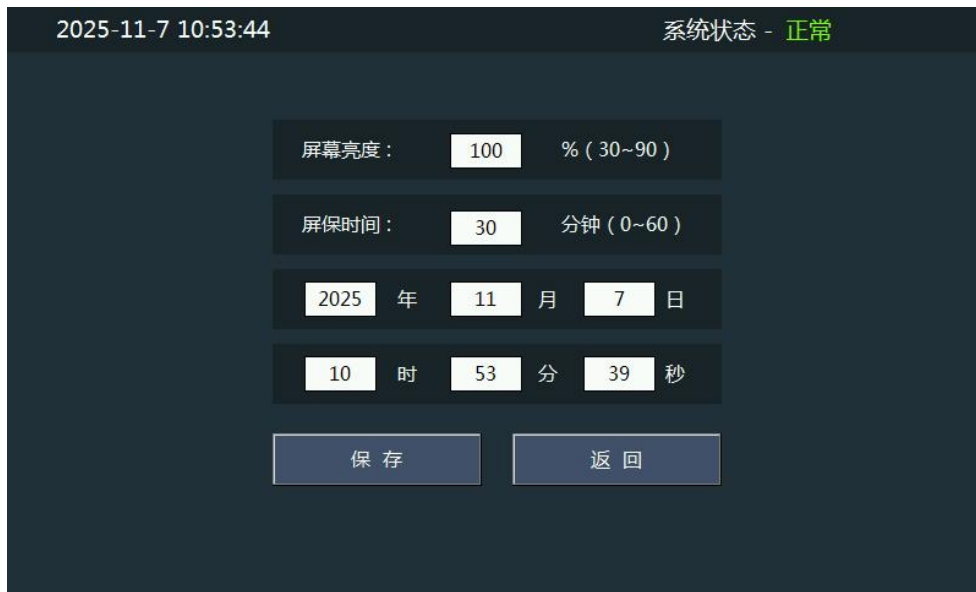 2025-11-7 10:53:44 系统状态 - 正常
屏幕亮度： 100 %（30~90）
屏保时间： 30 分钟（0~60）
2025 年 11 月 7 日
10 时 53 分 39 秒
保 存 返 回